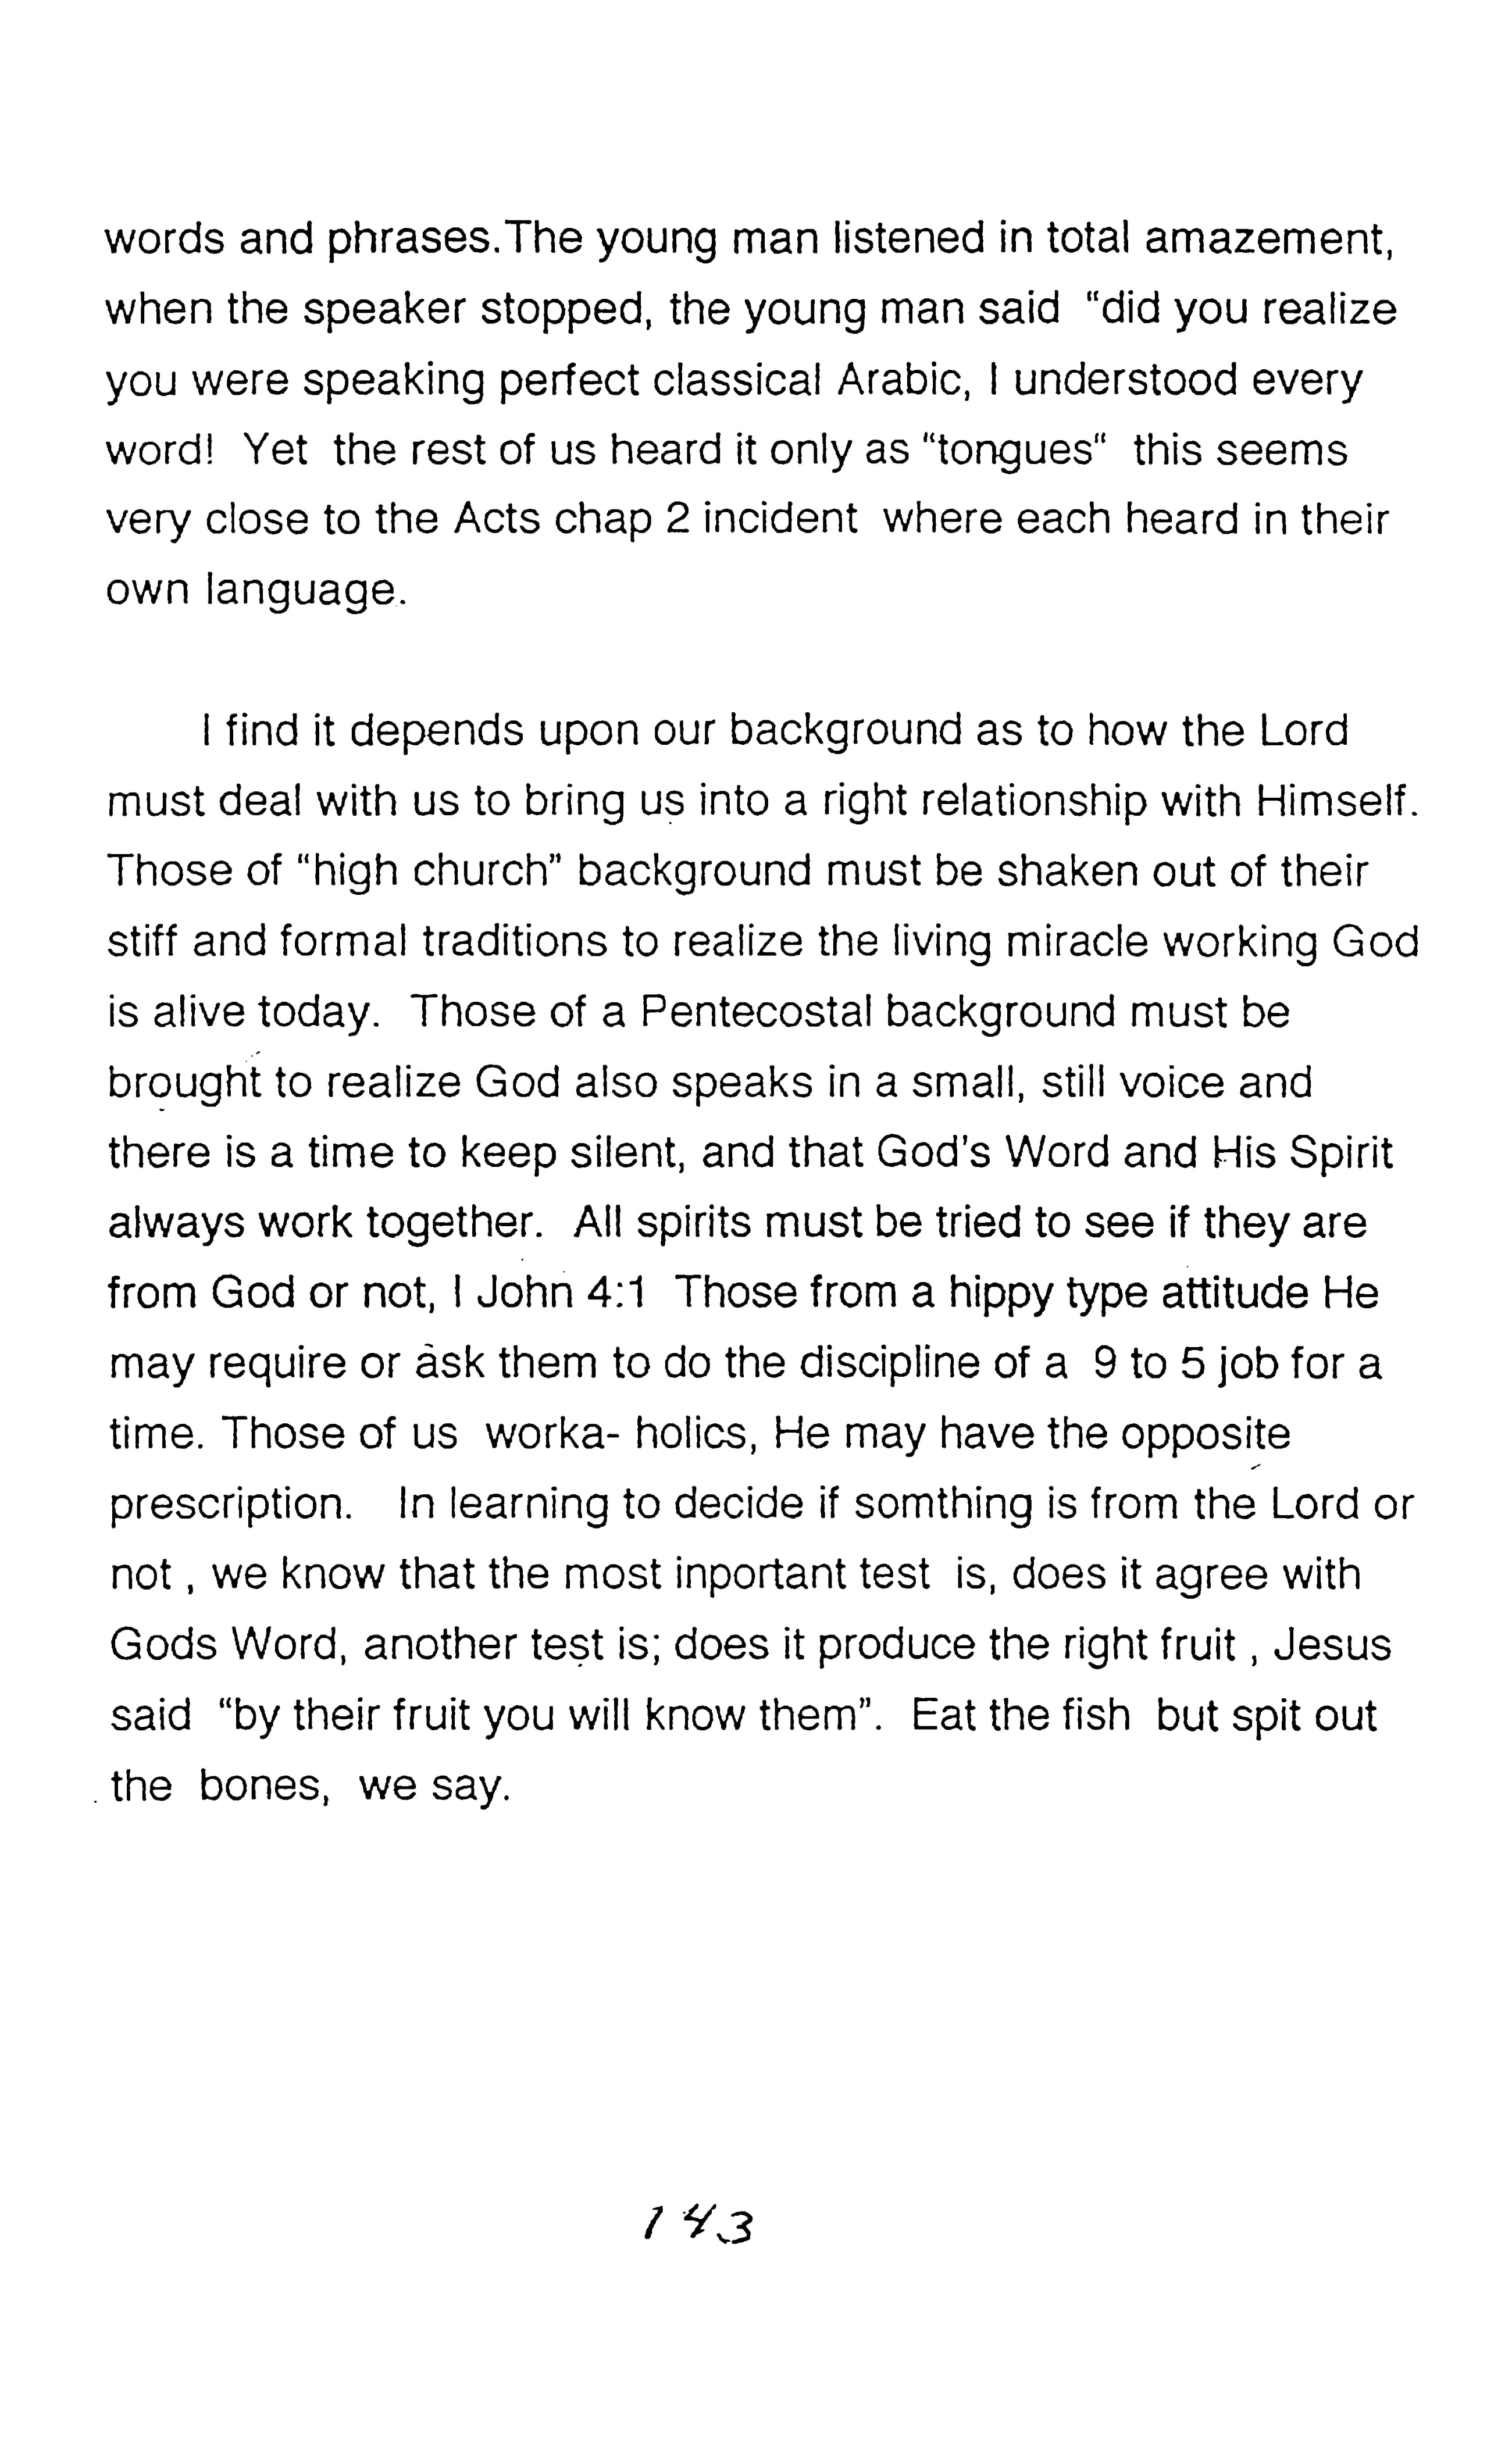 words and phrases.The young man listened in total amazement,
when the speaker stopped, the young man said  "did you realize
you were speaking perfect classical Arabic, I understood every
word!  Yet  the rest of us heard it only as "tongues"  this seems
very close to the Acts chap 2 incident  where each heard in their
own language.
I find it depends upon our background as to how the Lord
must deal with us to bring us into a right relationship with Himself.
Those of "high church" background must be shaken out of their
stiff and formal traditions to realize the living miracle working God
is alive today.  Those of a Pentecostal background must be
brought to realize God also speaks in a small, still voice and
there is a time to keep silent, and that God's Word and His Spirit
always work together.  All spirits must be tried to see if they are
from God or not, I John 4:1  Those from a hippy type attitude He
may require or ask them to do the discipline of a  9 to 5 job for a
time. Those of us  worka- holics, He may have the opposite
prescription.   In learning to decide if somthing is from the Lord or
not , we know that the most inportant test  is, does it agree with
Gods Word, another test is; does it produce the right fruit , Jesus
said  "by their fruit you will know them".  Eat the fish  but spit out
the  bones,  we say.
143